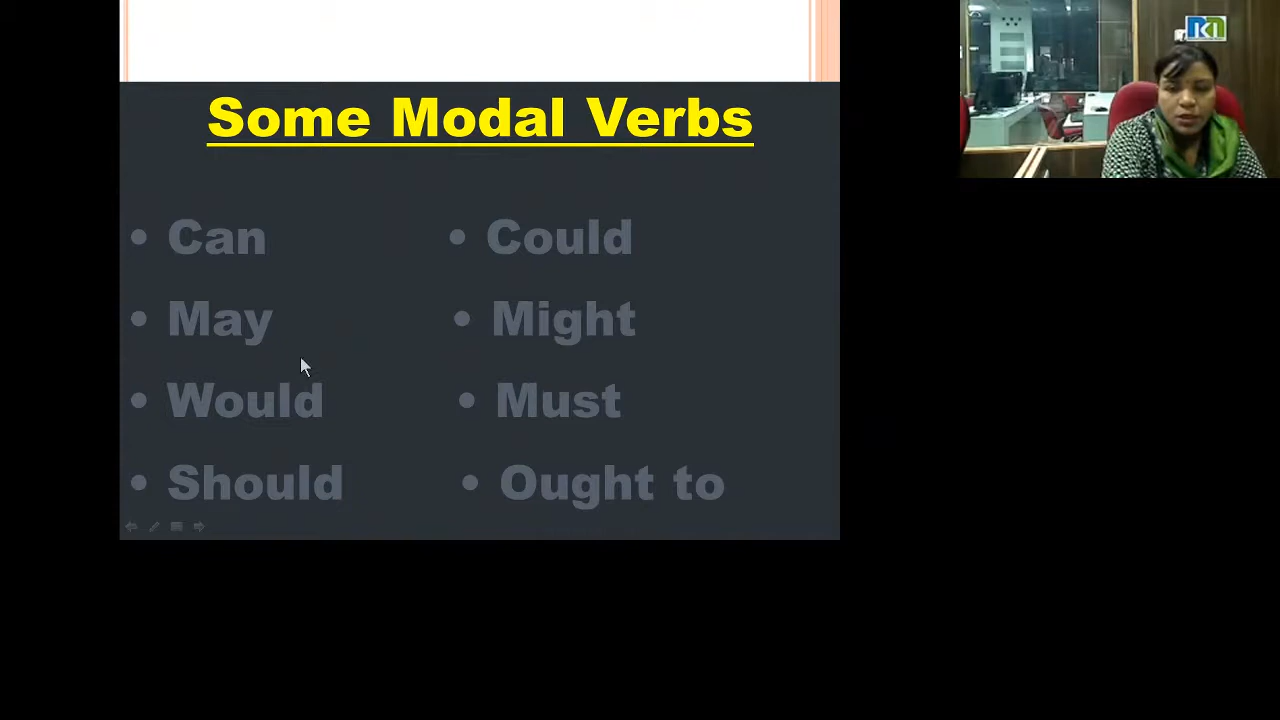 Some Modal Verbs
• Can • Could
• May • Might
• Would • Must
• Should • Ought to